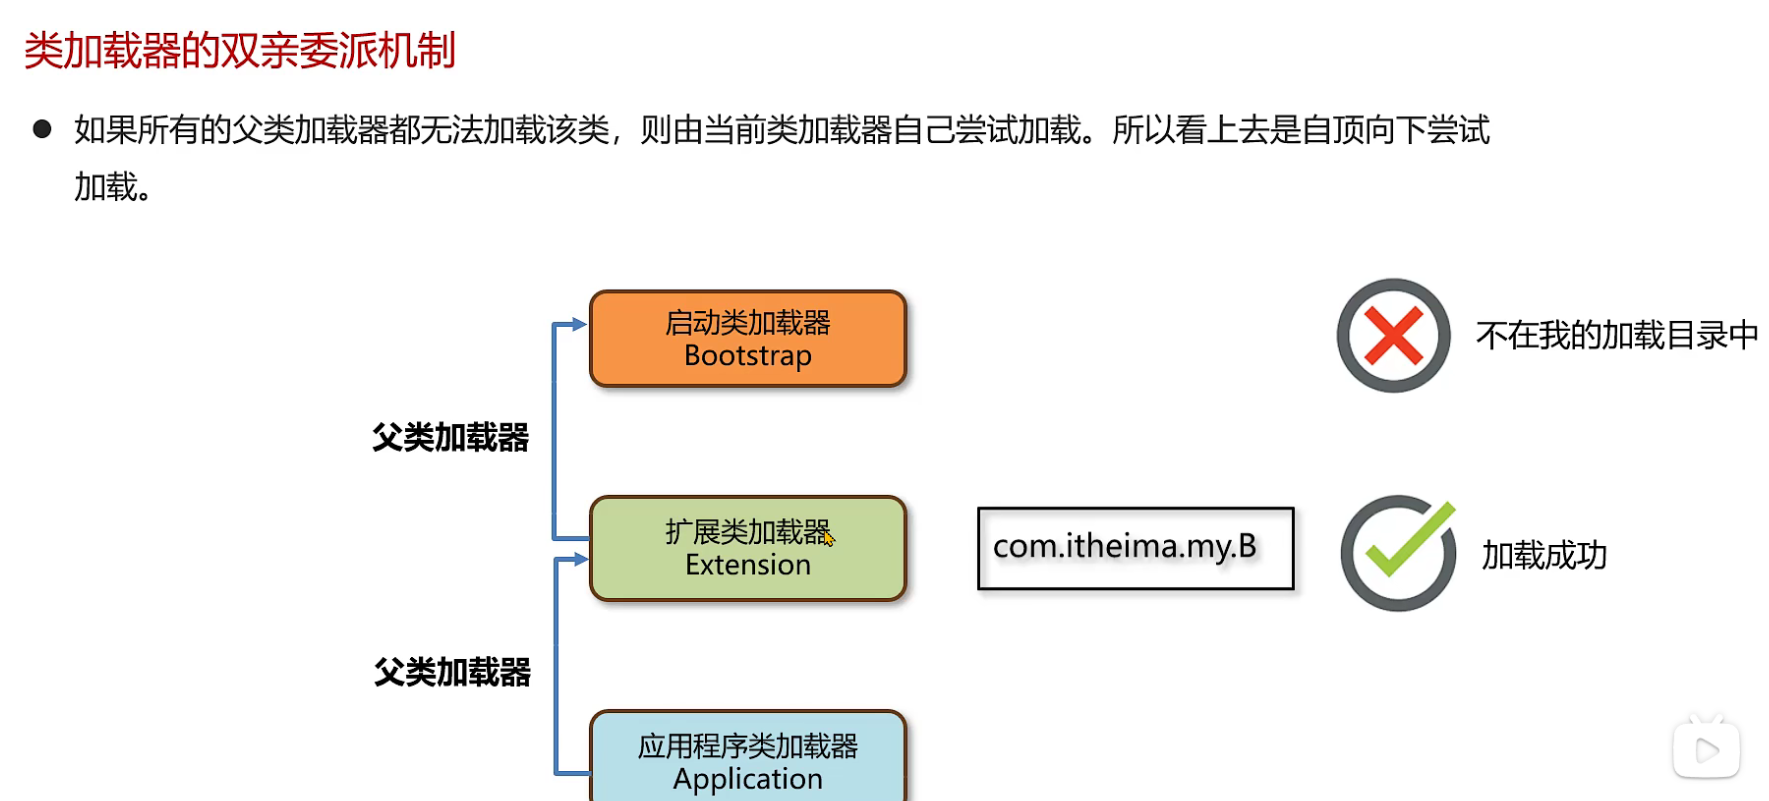 类加载器的双亲委派机制
如果所有的父类加载器都无法加载该类，则由当前类加载器自己尝试加载。所以看上去是自顶向下尝试
加载。
启动类加载器
Bootstrap
不在我的加载目录中
父类加载器
扩展类加载器
Extension
com.itheima.my.B
加载成功
父类加载器
应用程序类加载器
Application